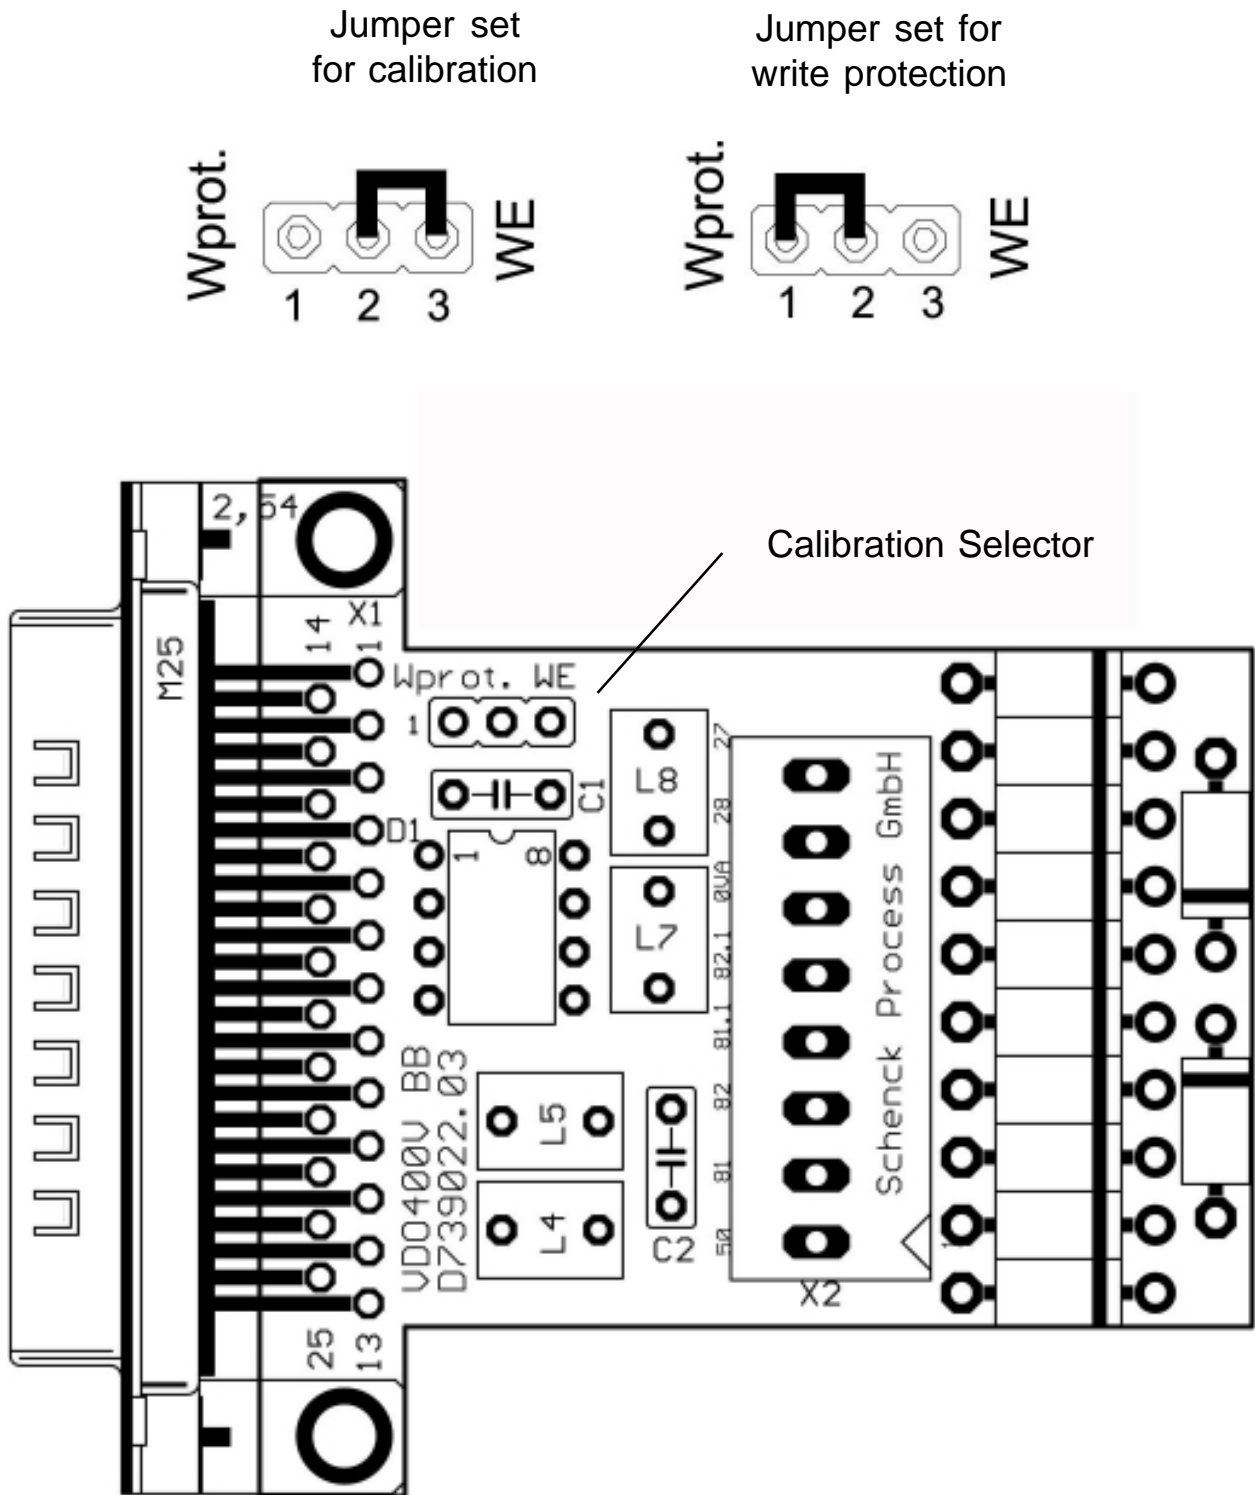 Jumper set
for calibration
Jumper set for
write protection
Wprot.
1 2 3
WE
Wprot.
1 2 3
WE
Calibration Selector
2,54
M25
14
X1
1
Wprot. WE
1
C1
D1
1
8
L8
L7
27
28
0VA
82.1
81.1
82
81
50
Schenck Process GmbH
1
X2
VDO400V BB
D739022.03
L5
L4
C2
25
13